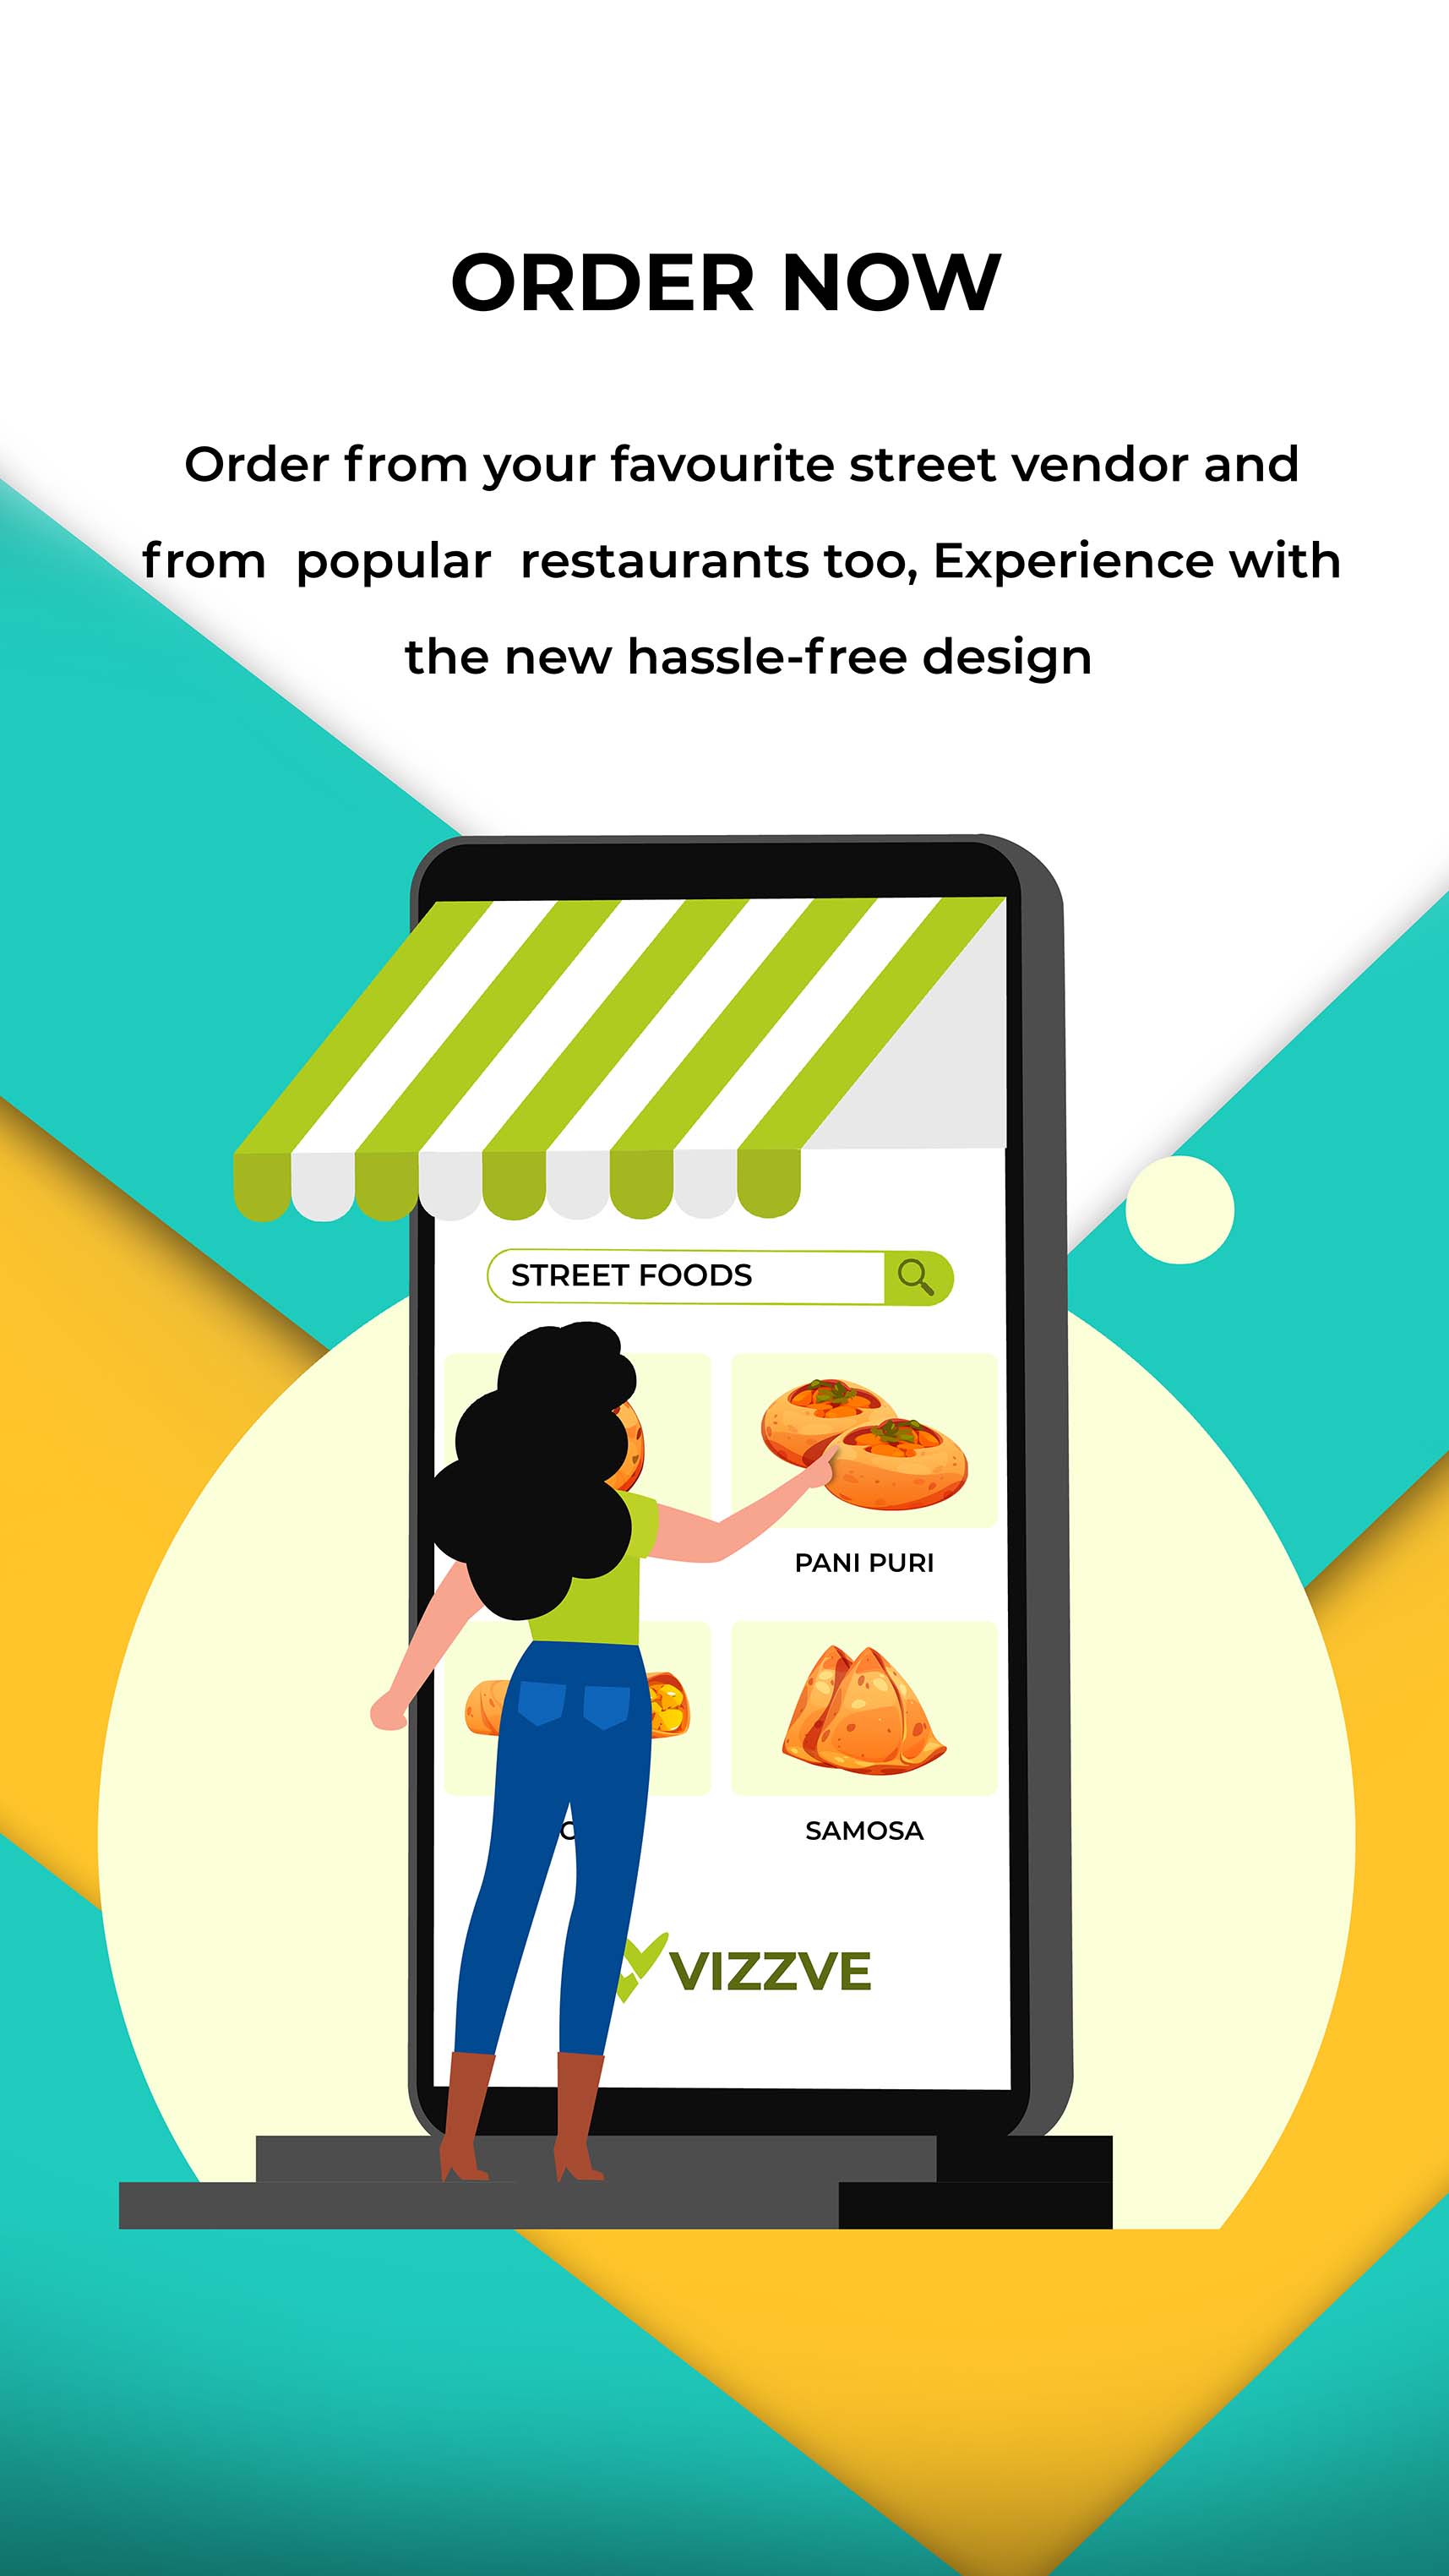 ORDER NOW
Order from your favourite street vendor and
from popular restaurants too, Experience with
the new hassle-free design
STREET FOODS
PANI PURI
SAMOSA
VIZZVE